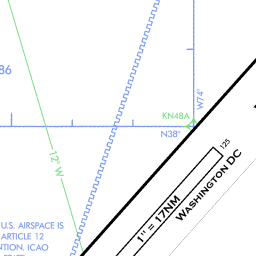 86
KN48A
W74°
N38°
12° W
125
1" = 17NM
WASHINGTON DC
U.S. AIRSPACE IS
ARTICLE 12
NTION. ICAO